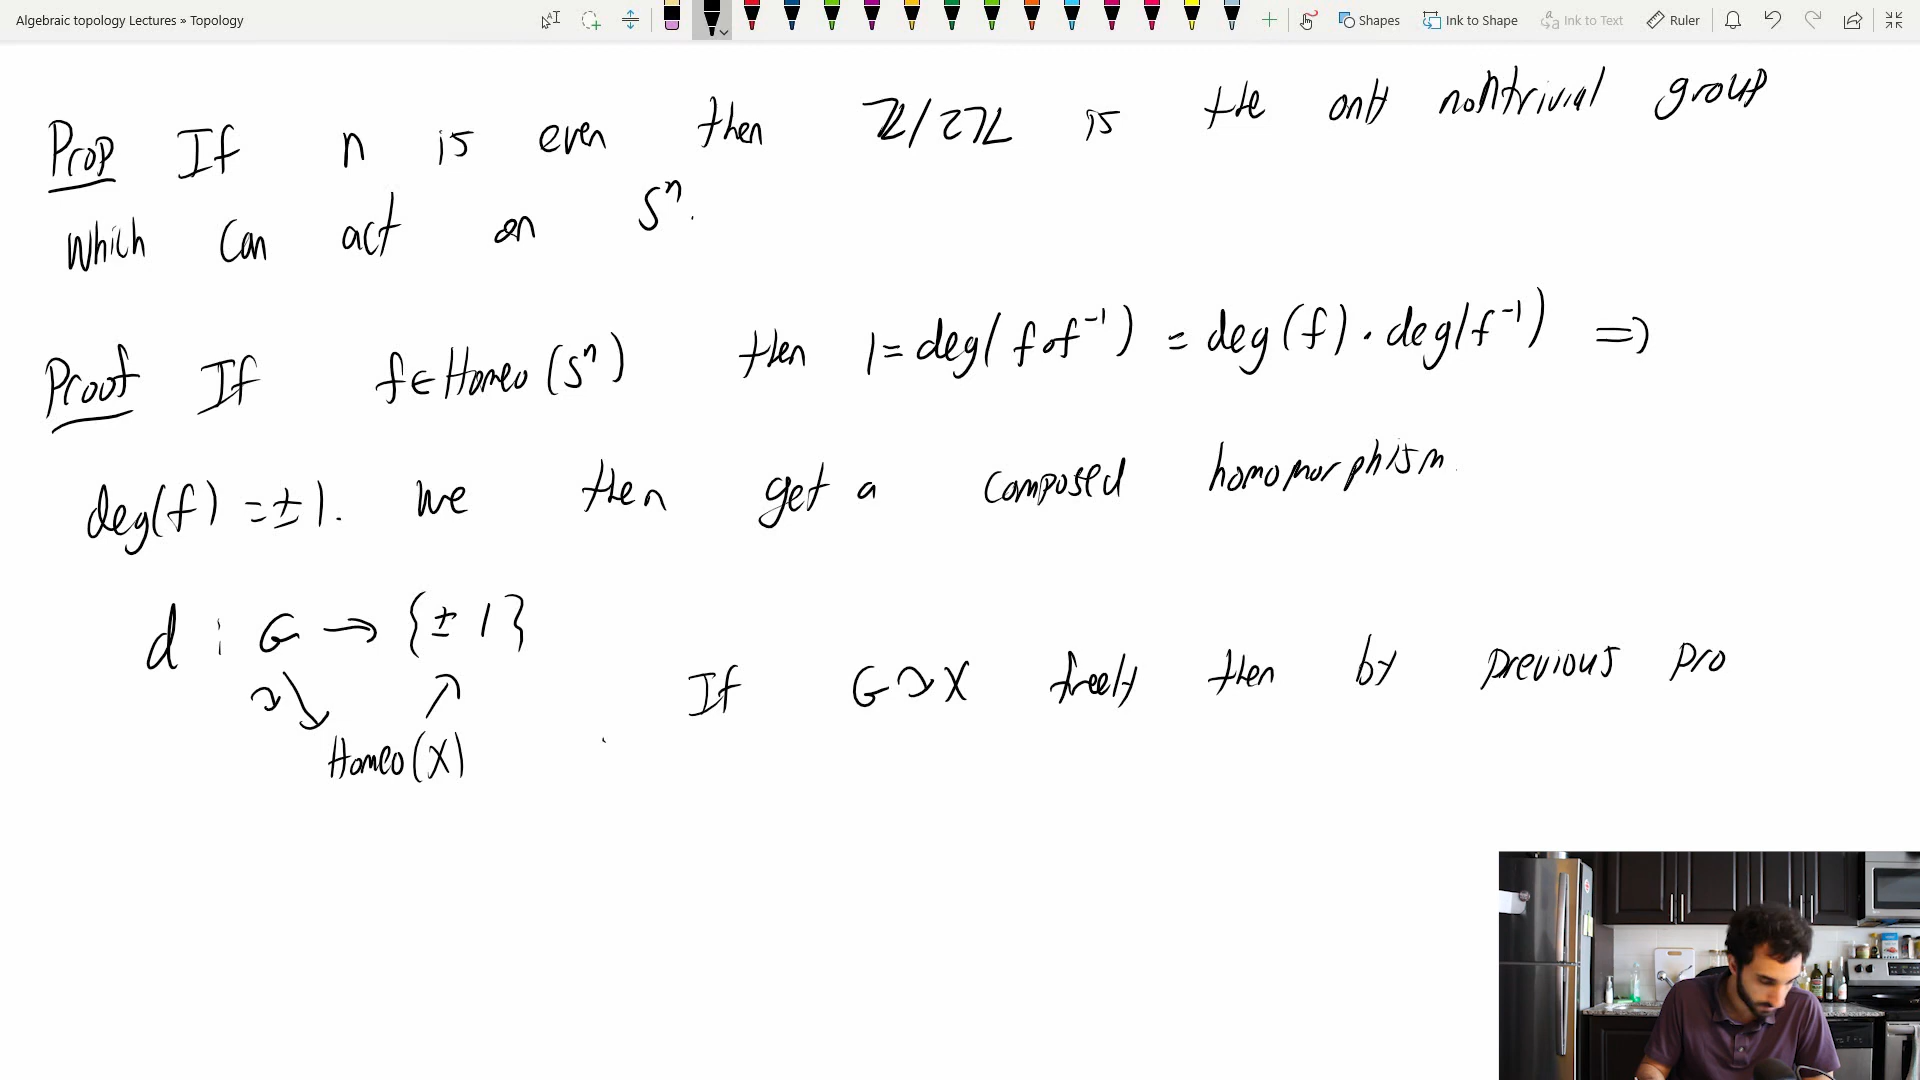 Algebraic topology Lectures » Topology
Shapes Ink to Shape Ink to Text Ruler
Prop If n is even then ℤ/2ℤ is the only nontrivial group
which can act on Sⁿ.
Proof If f∈Homeo(Sⁿ) then 1=deg(f∘f⁻¹) = deg(f)·deg(f⁻¹) ⇒
deg(f) = ±1. we then get a composed homomorphism.
d : G → {±1}
If G↷X freely then by previous pro
Homeo(X)